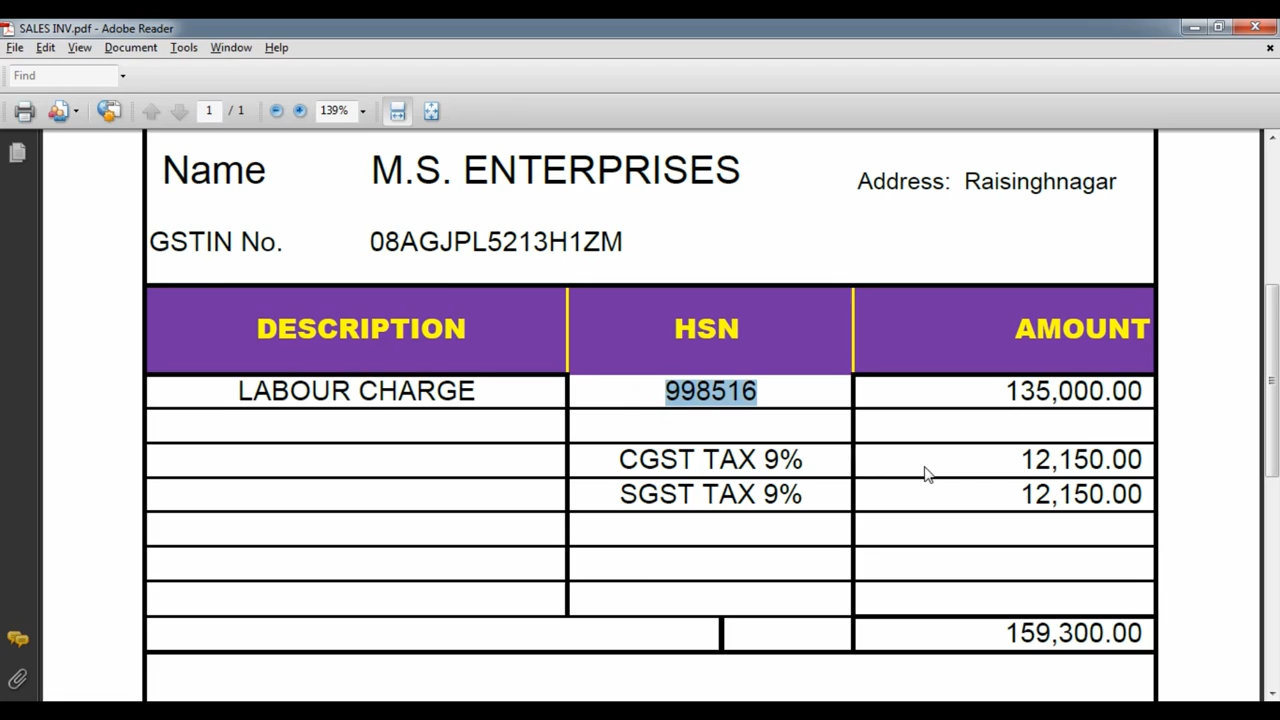 SALES INV.pdf - Adobe Reader
File Edit View Document Tools Window Help
Find
1 / 1 139%
Name M.S. ENTERPRISES Address: Raisinghnagar
GSTIN No. 08AGJPL5213H1ZM
DESCRIPTION HSN AMOUNT
LABOUR CHARGE 998516 135,000.00
CGST TAX 9% 12,150.00
SGST TAX 9% 12,150.00
159,300.00